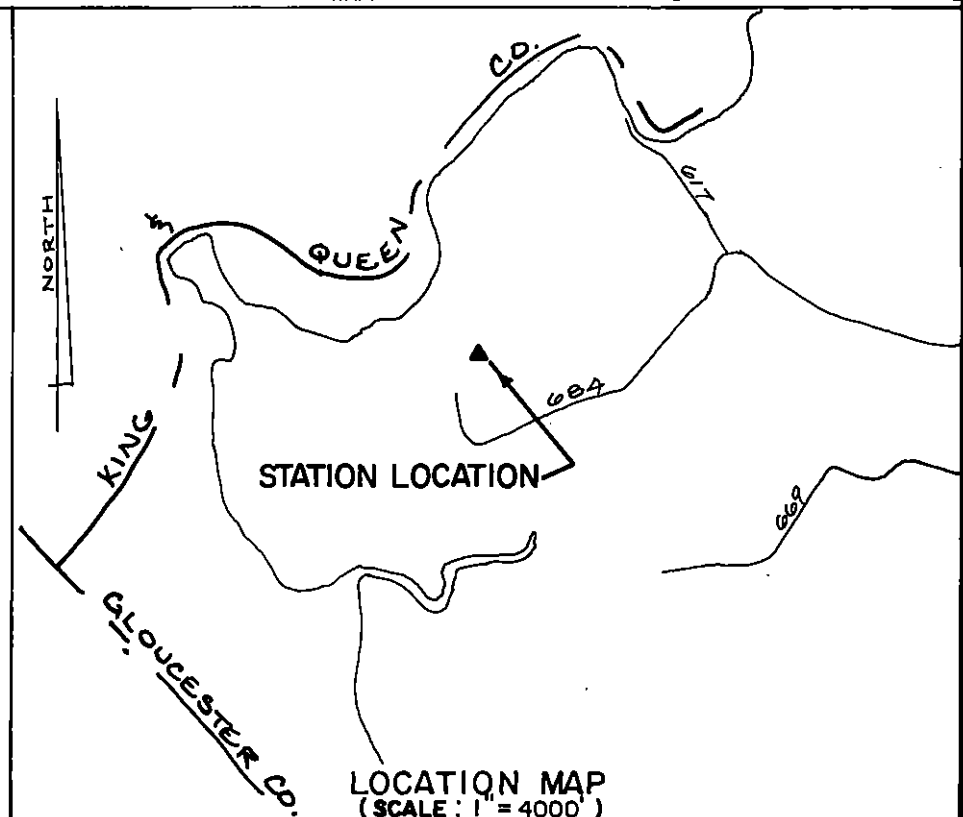 CO.
617
NORTH
QUEEN
684
KING
STATION LOCATION
669
GLOUCESTER CO.
LOCATION MAP
(SCALE: 1" = 4000')